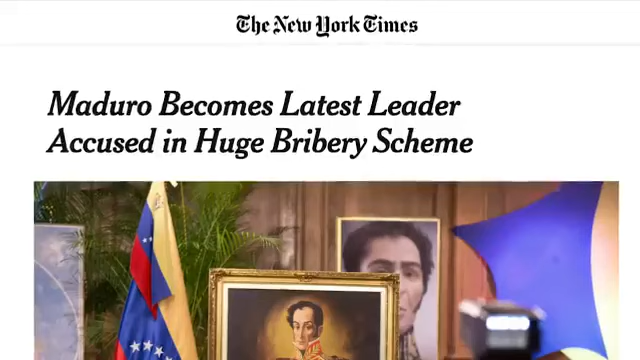 The New York Times
Maduro Becomes Latest Leader
Accused in Huge Bribery Scheme